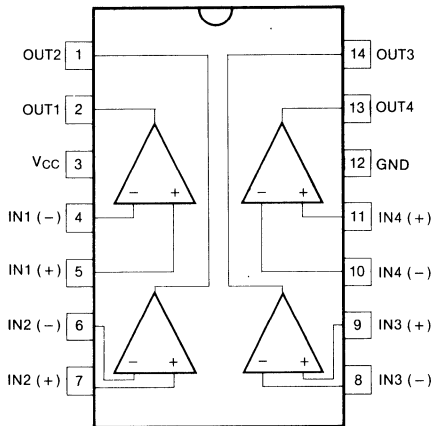 OUT2 1 14 OUT3
OUT1 2 13 OUT4
VCC 3 12 GND
− + − +
IN1 (−) 4 11 IN4 (+)
IN1 (+) 5 10 IN4 (−)
IN2 (−) 6 9 IN3 (+)
− + − +
IN2 (+) 7 8 IN3 (−)